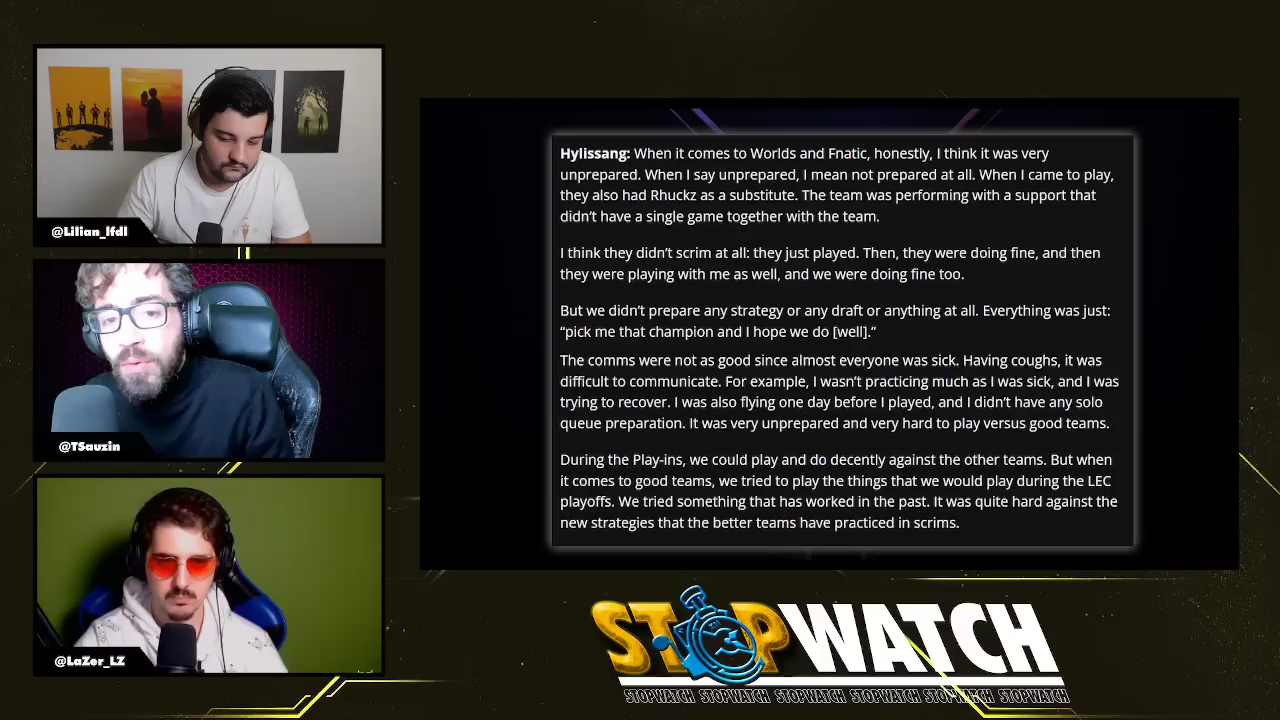 @Lilian_lfdl
@TSauzin
@LaZer_LZ
Hylissang: When it comes to Worlds and Fnatic, honestly, I think it was very
unprepared. When I say unprepared, I mean not prepared at all. When I came to play,
they also had Rhuckz as a substitute. The team was performing with a support that
didn’t have a single game together with the team.
I think they didn’t scrim at all: they just played. Then, they were doing fine, and then
they were playing with me as well, and we were doing fine too.
But we didn’t prepare any strategy or any draft or anything at all. Everything was just:
“pick me that champion and I hope we do [well].”
The comms were not as good since almost everyone was sick. Having coughs, it was
difficult to communicate. For example, I wasn’t practicing much as I was sick, and I was
trying to recover. I was also flying one day before I played, and I didn’t have any solo
queue preparation. It was very unprepared and very hard to play versus good teams.
During the Play-ins, we could play and do decently against the other teams. But when
it comes to good teams, we tried to play the things that we would play during the LEC
playoffs. We tried something that has worked in the past. It was quite hard against the
new strategies that the better teams have practiced in scrims.
STOPWATCH
STOPWATCH STOPWATCH STOPWATCH STOPWATCH STOPWATCH STOPWATCH